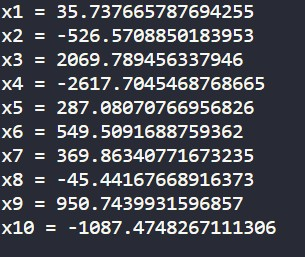 x1 = 35.737665787694255
x2 = -526.5708850183953
x3 = 2069.789456337946
x4 = -2617.7045468768665
x5 = 287.08070766956826
x6 = 549.5091688759362
x7 = 369.86340771673235
x8 = -45.44167668916373
x9 = 950.7439931596857
x10 = -1087.4748267111306